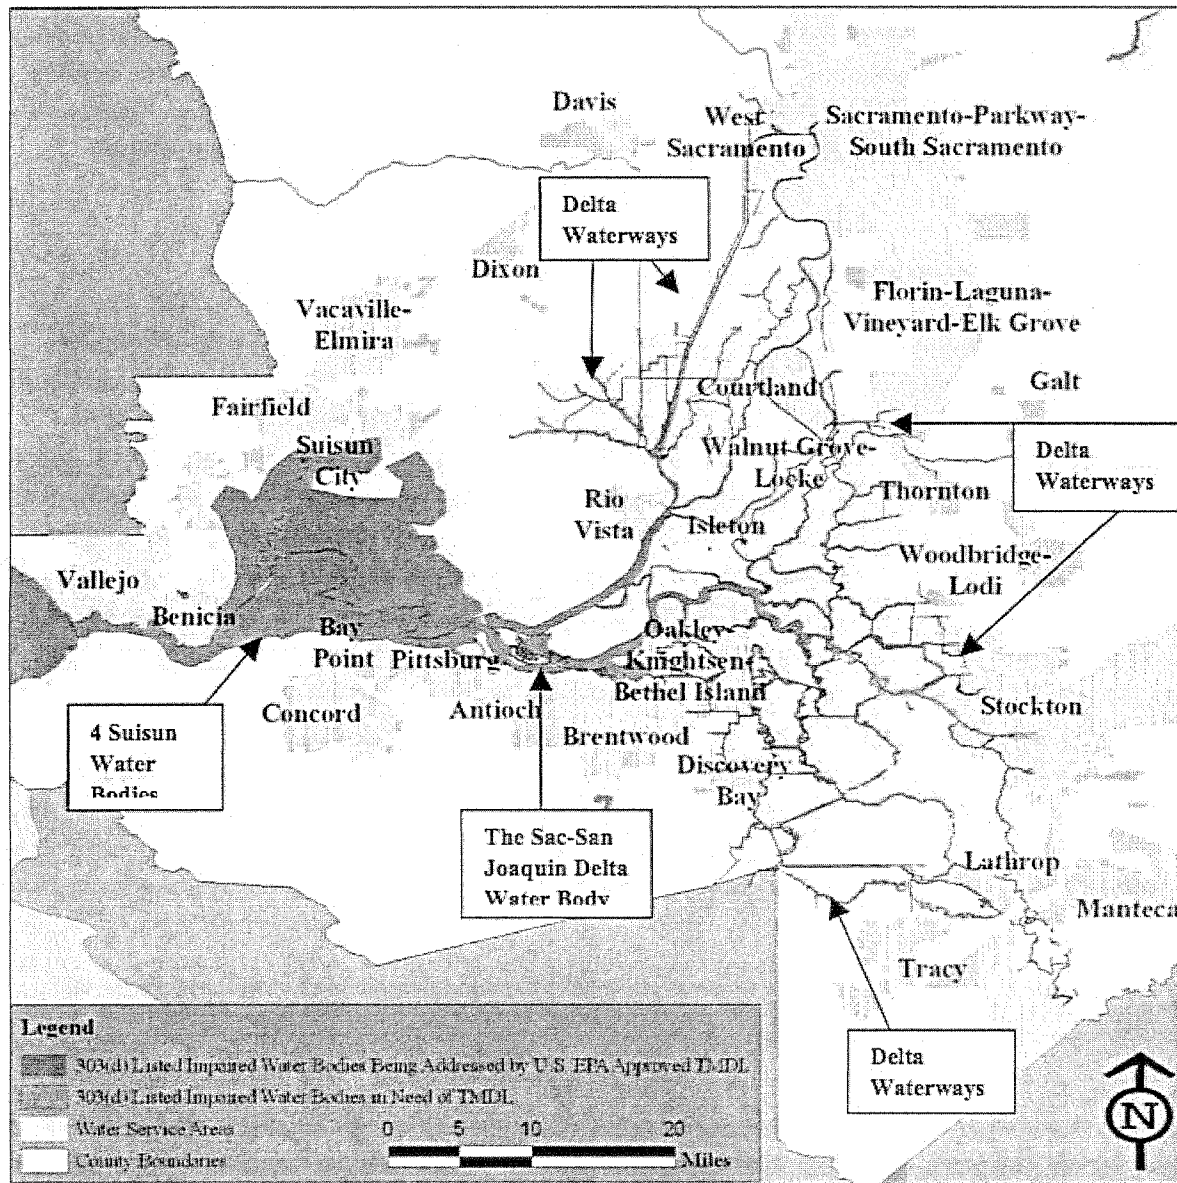 Davis
West
Sacramento
Sacramento-Parkway-
South Sacramento
Delta
Waterways
Dixon
Vacaville-
Elmira
Florin-Laguna-
Vineyard-Elk Grove
Fairfield
Courtland
Galt
Suisun
City
Walnut Grove-
Locke
Delta
Waterways
Rio
Vista
Thornton
Isleton
Woodbridge-
Lodi
Vallejo
Benicia
Bay
Point
Pittsburg
Oakley-
Knightsen-
Bethel Island
Concord
Antioch
Stockton
4 Suisun
Water
Bodies
Brentwood
Discovery
Bay
The Sac-San
Joaquin Delta
Water Body
Lathrop
Manteca
Tracy
Delta
Waterways
Legend
303(d) Listed Impaired Water Bodies Being Addressed by U.S. EPA Approved TMDL
303(d) Listed Impaired Water Bodies in Need of TMDL
Water Service Areas
County Boundaries
0 5 10 20
Miles
N